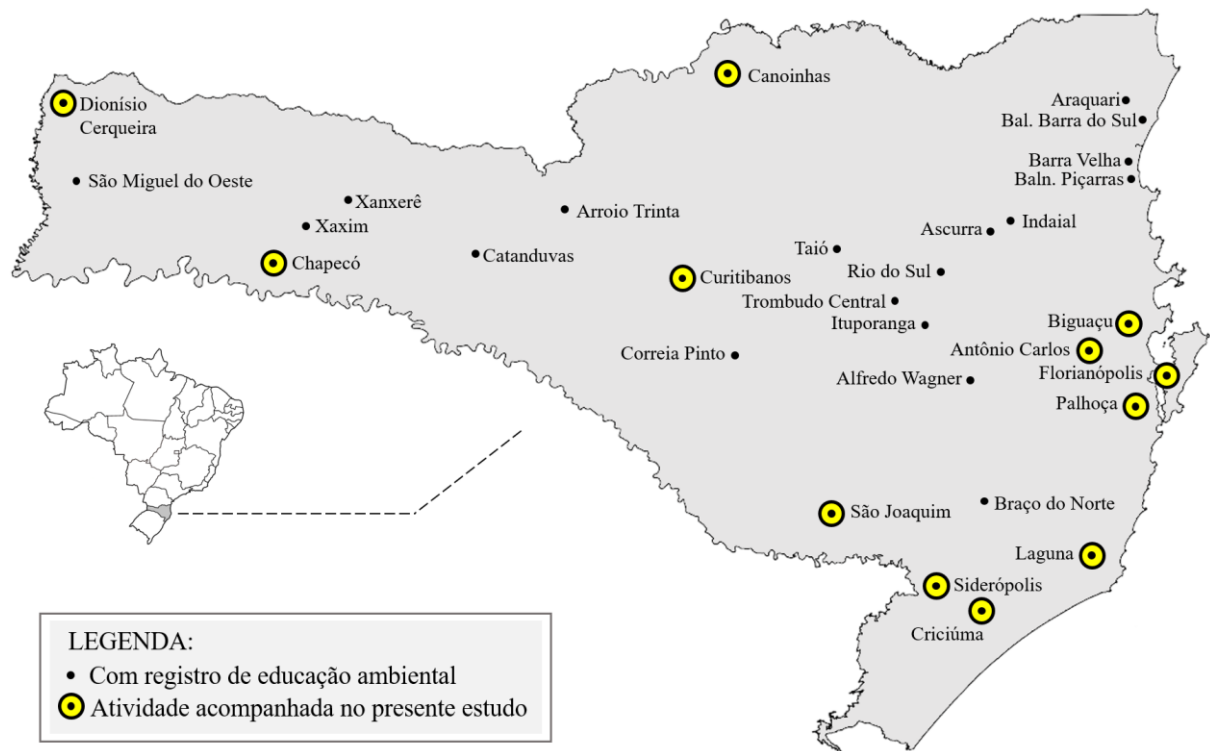 Canoinhas
Dionísio
Cerqueira
Araquari
Bal. Barra do Sul
Barra Velha
Baln. Piçarras
São Miguel do Oeste
Xanxerê
Arroio Trinta
Xaxim
Indaial
Ascurra
Taió
Catanduvas
Chapecó
Curitibanos
Rio do Sul
Trombudo Central
Ituporanga
Biguaçu
Antônio Carlos
Correia Pinto
Florianópolis
Alfredo Wagner
Palhoça
Braço do Norte
São Joaquim
Laguna
Siderópolis
Criciúma
LEGENDA:
Com registro de educação ambiental
Atividade acompanhada no presente estudo